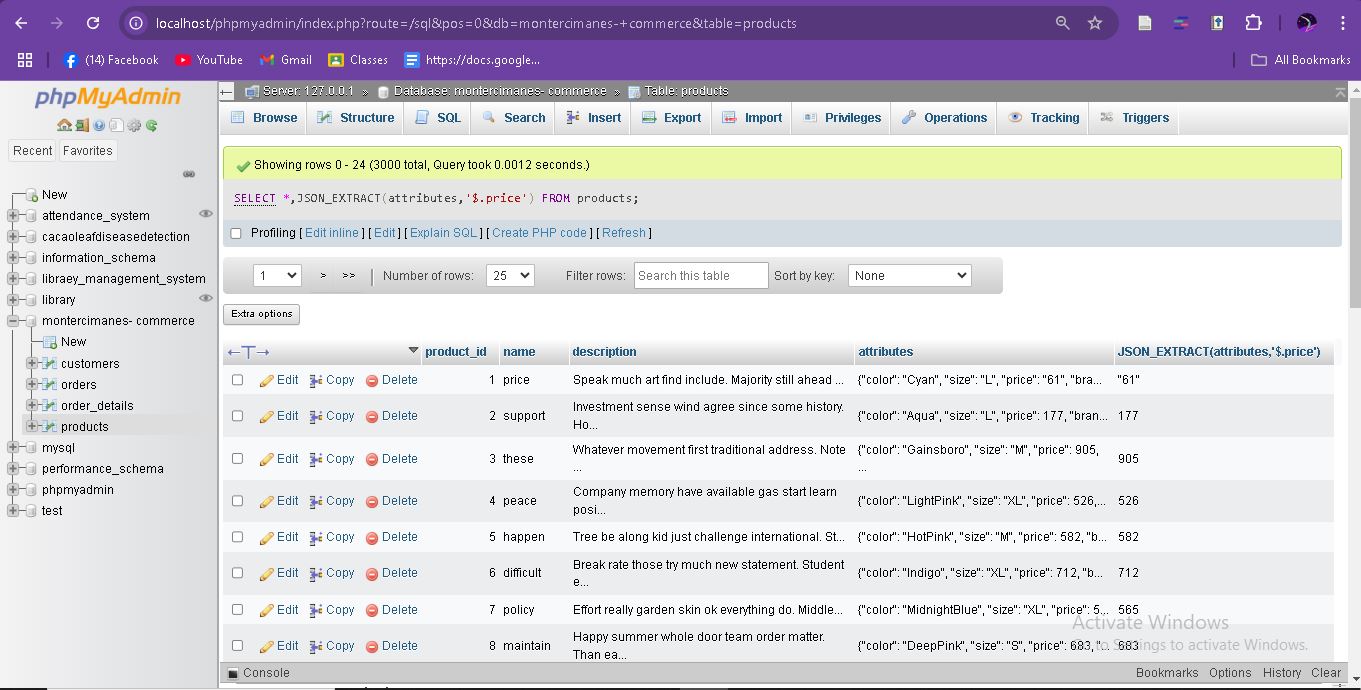 localhost/phpmyadmin/index.php?route=/sql&pos=0&db=montercimanes-+commerce&table=products
(14) Facebook YouTube Gmail Classes https://docs.google... All Bookmarks
phpMyAdmin
Recent Favorites
New
attendance_system
cacaoleafdiseasedetection
information_schema
libraey_management_system
library
montercimanes- commerce
New
customers
orders
order_details
products
mysql
performance_schema
phpmyadmin
test
Server: 127.0.0.1 » Database: montercimanes- commerce » Table: products
Browse Structure SQL Search Insert Export Import Privileges Operations Tracking Triggers
Showing rows 0 - 24 (3000 total, Query took 0.0012 seconds.)
SELECT *,JSON_EXTRACT(attributes,'$.price') FROM products;
Profiling [ Edit inline ] [ Edit ] [ Explain SQL ] [ Create PHP code ] [ Refresh ]
1 > >> | Number of rows: 25 Filter rows: Search this table Sort by key: None
Extra options
←T→ product_id name description attributes JSON_EXTRACT(attributes,'$.price')
Edit Copy Delete 1 price Speak much art find include. Majority still ahead ... {"color": "Cyan", "size": "L", "price": "61", "bra... "61"
Edit Copy Delete 2 support Investment sense wind agree since some history. Ho... {"color": "Aqua", "size": "L", "price": 177, "bran... 177
Edit Copy Delete 3 these Whatever movement first traditional address. Note ... {"color": "Gainsboro", "size": "M", "price": 905, ... 905
Edit Copy Delete 4 peace Company memory have available gas start learn posi... {"color": "LightPink", "size": "XL", "price": 526,... 526
Edit Copy Delete 5 happen Tree be along kid just challenge international. St... {"color": "HotPink", "size": "M", "price": 582, "b... 582
Edit Copy Delete 6 difficult Break rate those try much new statement. Student e... {"color": "Indigo", "size": "XL", "price": 712, "b... 712
Edit Copy Delete 7 policy Effort really garden skin ok everything do. Middle... {"color": "MidnightBlue", "size": "XL", "price": 5... 565
Edit Copy Delete 8 maintain Happy summer whole door team order matter. Than ea... {"color": "DeepPink", "size": "S", "price": 683, "... 683
Activate Windows
Go to Settings to activate Windows.
Console Bookmarks Options History Clear